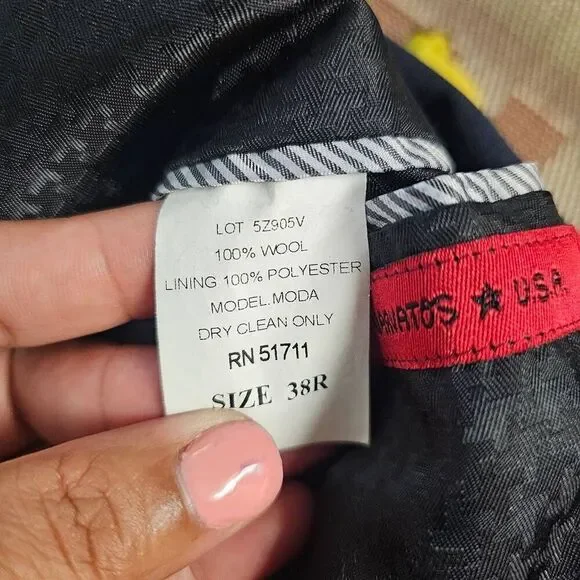 LOT 5Z905V
100% WOOL
LINING 100% POLYESTER
MODEL.MODA
DRY CLEAN ONLY
RN 51711
SIZE 38R
U.S.A.